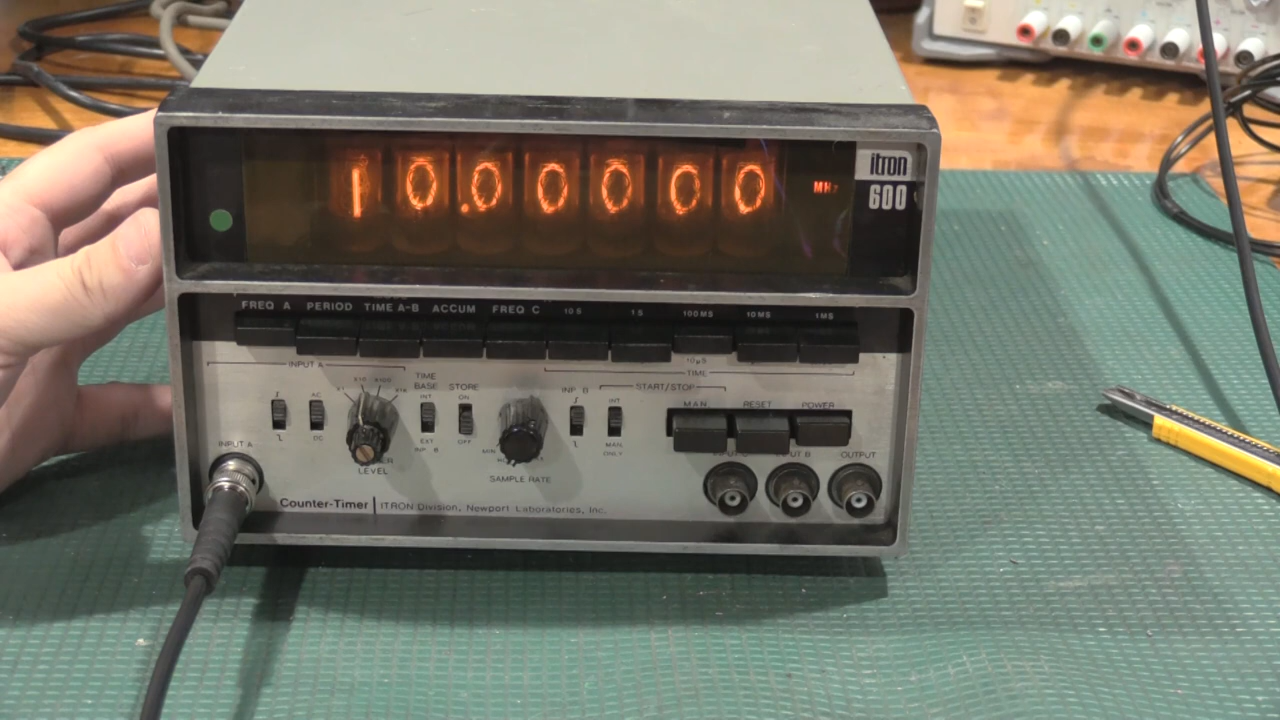 10.00000 MHz
itron
600
FREQ A PERIOD TIME A-B ACCUM FREQ C 10 S 1 S 100 MS 10 MS 1 MS
10 µS
INPUT A
TIME
TIME BASE
STORE
INP. B
START/STOP
X1 X10 X100
AC
INT
ON
INT
MAN.
RESET
POWER
DC
EXT
INP. B
OFF
MAN.
ONLY
INPUT A
LEVEL
MIN
SAMPLE RATE
OUTPUT
Counter-Timer | ITRON Division, Newport Laboratories, Inc.